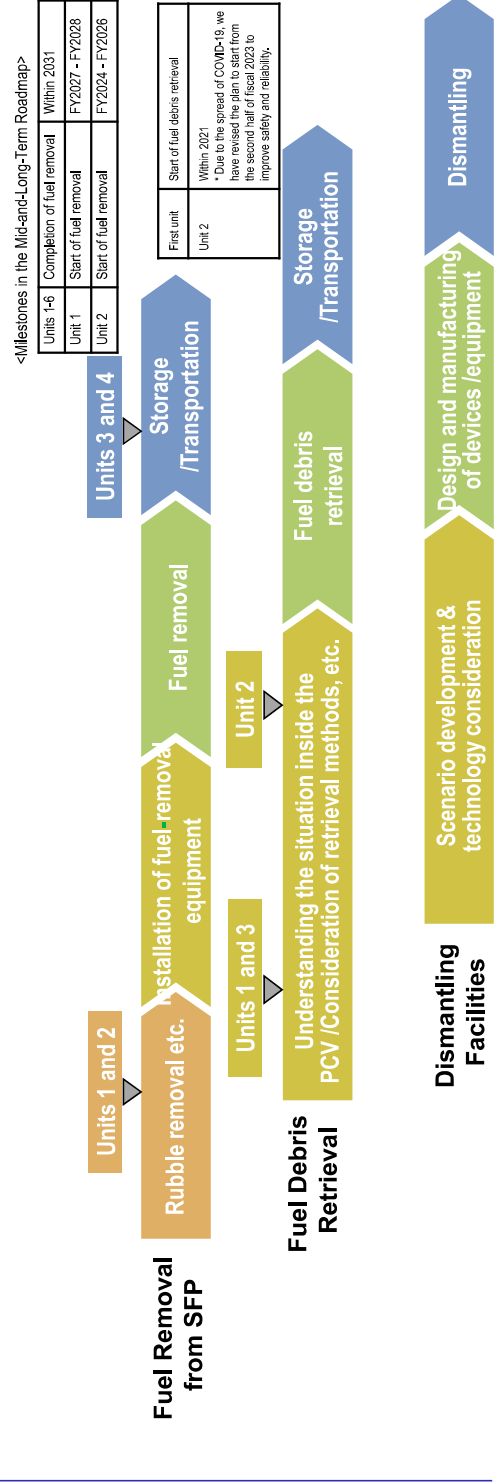 <Milestones in the Mid-and-Long-Term Roadmap>
Units 1-6 Completion of fuel removal Within 2031
Unit 1 Start of fuel removal FY2027 - FY2028
Unit 2 Start of fuel removal FY2024 - FY2026
Units 1 and 2
Units 3 and 4
Fuel Removal
from SFP
Rubble removal etc.
Installation of fuel-removal
equipment
Fuel removal
Storage
/Transportation
First unit Start of fuel debris retrieval
Unit 2 Within 2021
* Due to the spread of COVID-19, we
have revised the plan to start from
the second half of fiscal 2023 to
improve safety and reliability.
Units 1 and 3
Unit 2
Fuel Debris
Retrieval
Understanding the situation inside the
PCV /Consideration of retrieval methods, etc.
Fuel debris
retrieval
Storage
/Transportation
Dismantling
Facilities
Scenario development &
technology consideration
Design and manufacturing
of devices /equipment
Dismantling